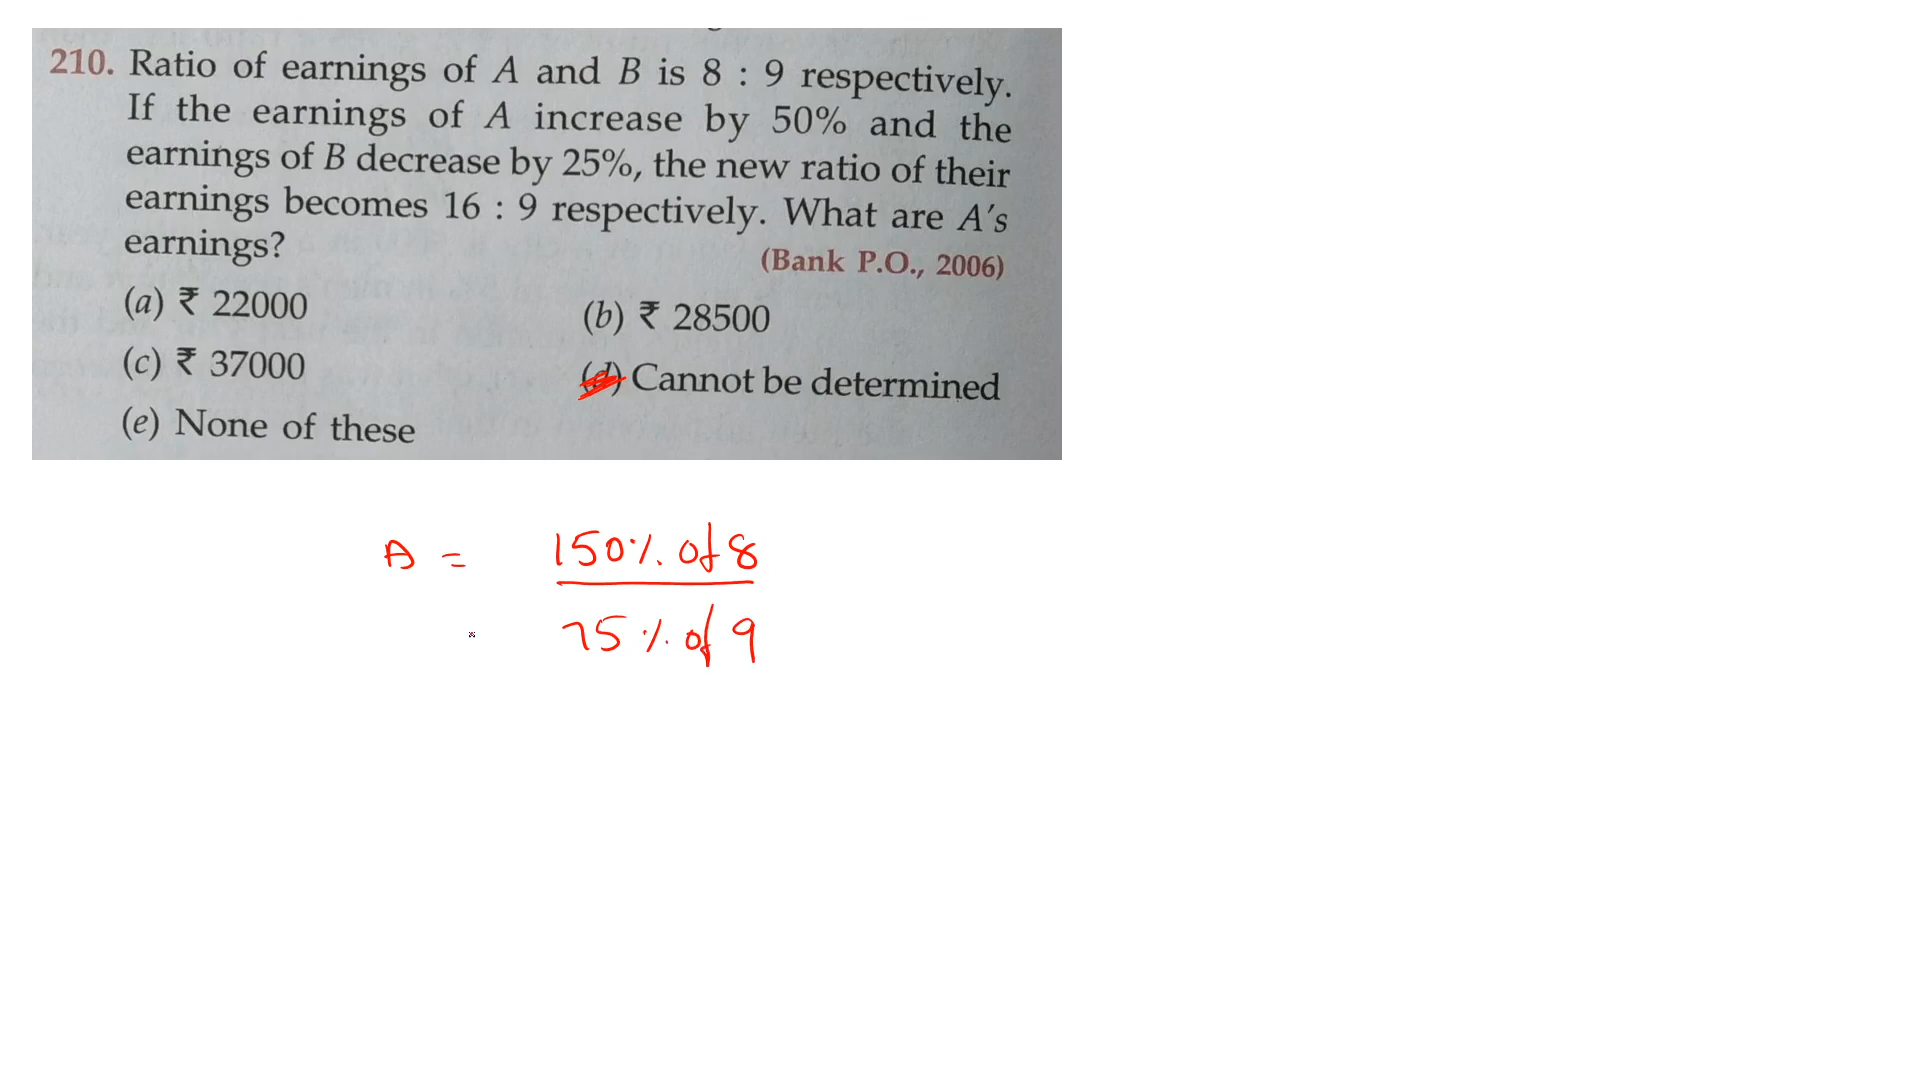 210. Ratio of earnings of A and B is 8 : 9 respectively.
If the earnings of A increase by 50% and the
earnings of B decrease by 25%, the new ratio of their
earnings becomes 16 : 9 respectively. What are A's
earnings? (Bank P.O., 2006)
(a) ₹ 22000 (b) ₹ 28500
(c) ₹ 37000 (d) Cannot be determined
(e) None of these
A = 150% of 8
75% of 9